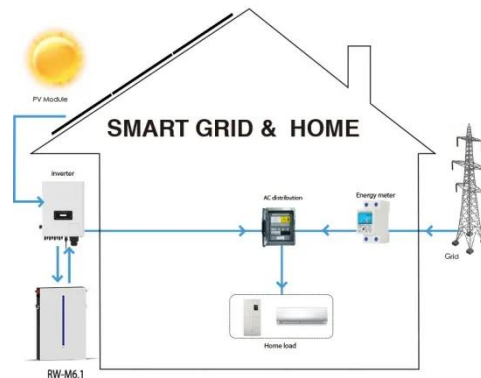 PV Module
SMART GRID & HOME
inverter
AC distribution
Energy meter
Grid
Home load
RW-M6.1